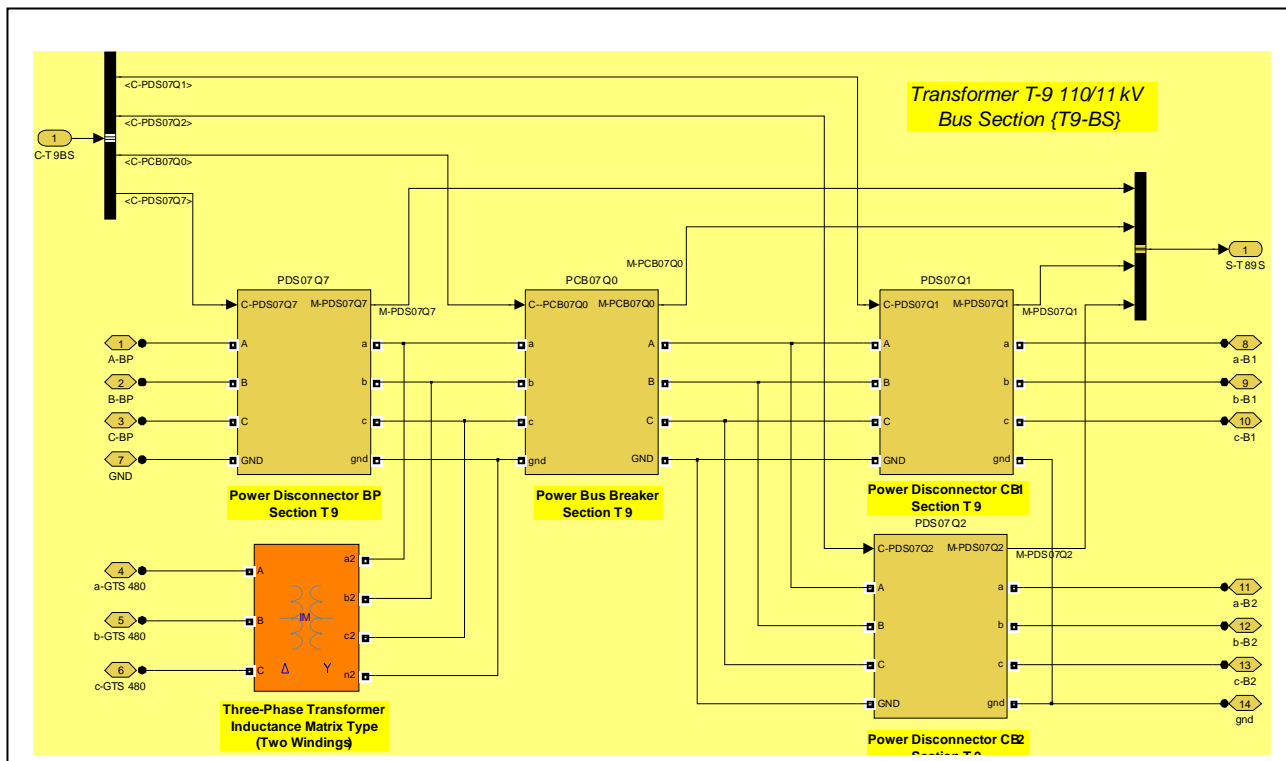 Transformer T-9 110/11 kV
Bus Section {T9-BS}
1
C-T9BS
<C-PDS07Q1>
<C-PDS07Q2>
<C-PCB07Q0>
<C-PDS07Q7>
1
S-T89S
PDS07Q7
C-PDS07Q7 M-PDS07Q7
M-PDS07Q7
A a
B b
C c
GND gnd
Power Disconnector BP
Section T9
PCB07Q0
C--PCB07Q0 M-PCB07Q0
M-PCB07Q0
a A
b B
c C
gnd GND
Power Bus Breaker
Section T9
PDS07Q1
C-PDS07Q1 M-PDS07Q1
M-PDS07Q1
A a
B b
C c
GND gnd
Power Disconnector CB1
Section T9
PDS07Q2
C-PDS07Q2 M-PDS07Q2
M-PDS07Q2
A a
B b
C c
GND gnd
Power Disconnector CB2
Section T9
1
A-BP
2
B-BP
3
C-BP
7
GND
4
a-GTS 480
5
b-GTS 480
6
c-GTS 480
A a2
B b2
C c2
n2
IM
Δ Y
Three-Phase Transformer
Inductance Matrix Type
(Two Windings)
8
a-B1
9
b-B1
10
c-B1
11
a-B2
12
b-B2
13
c-B2
14
gnd